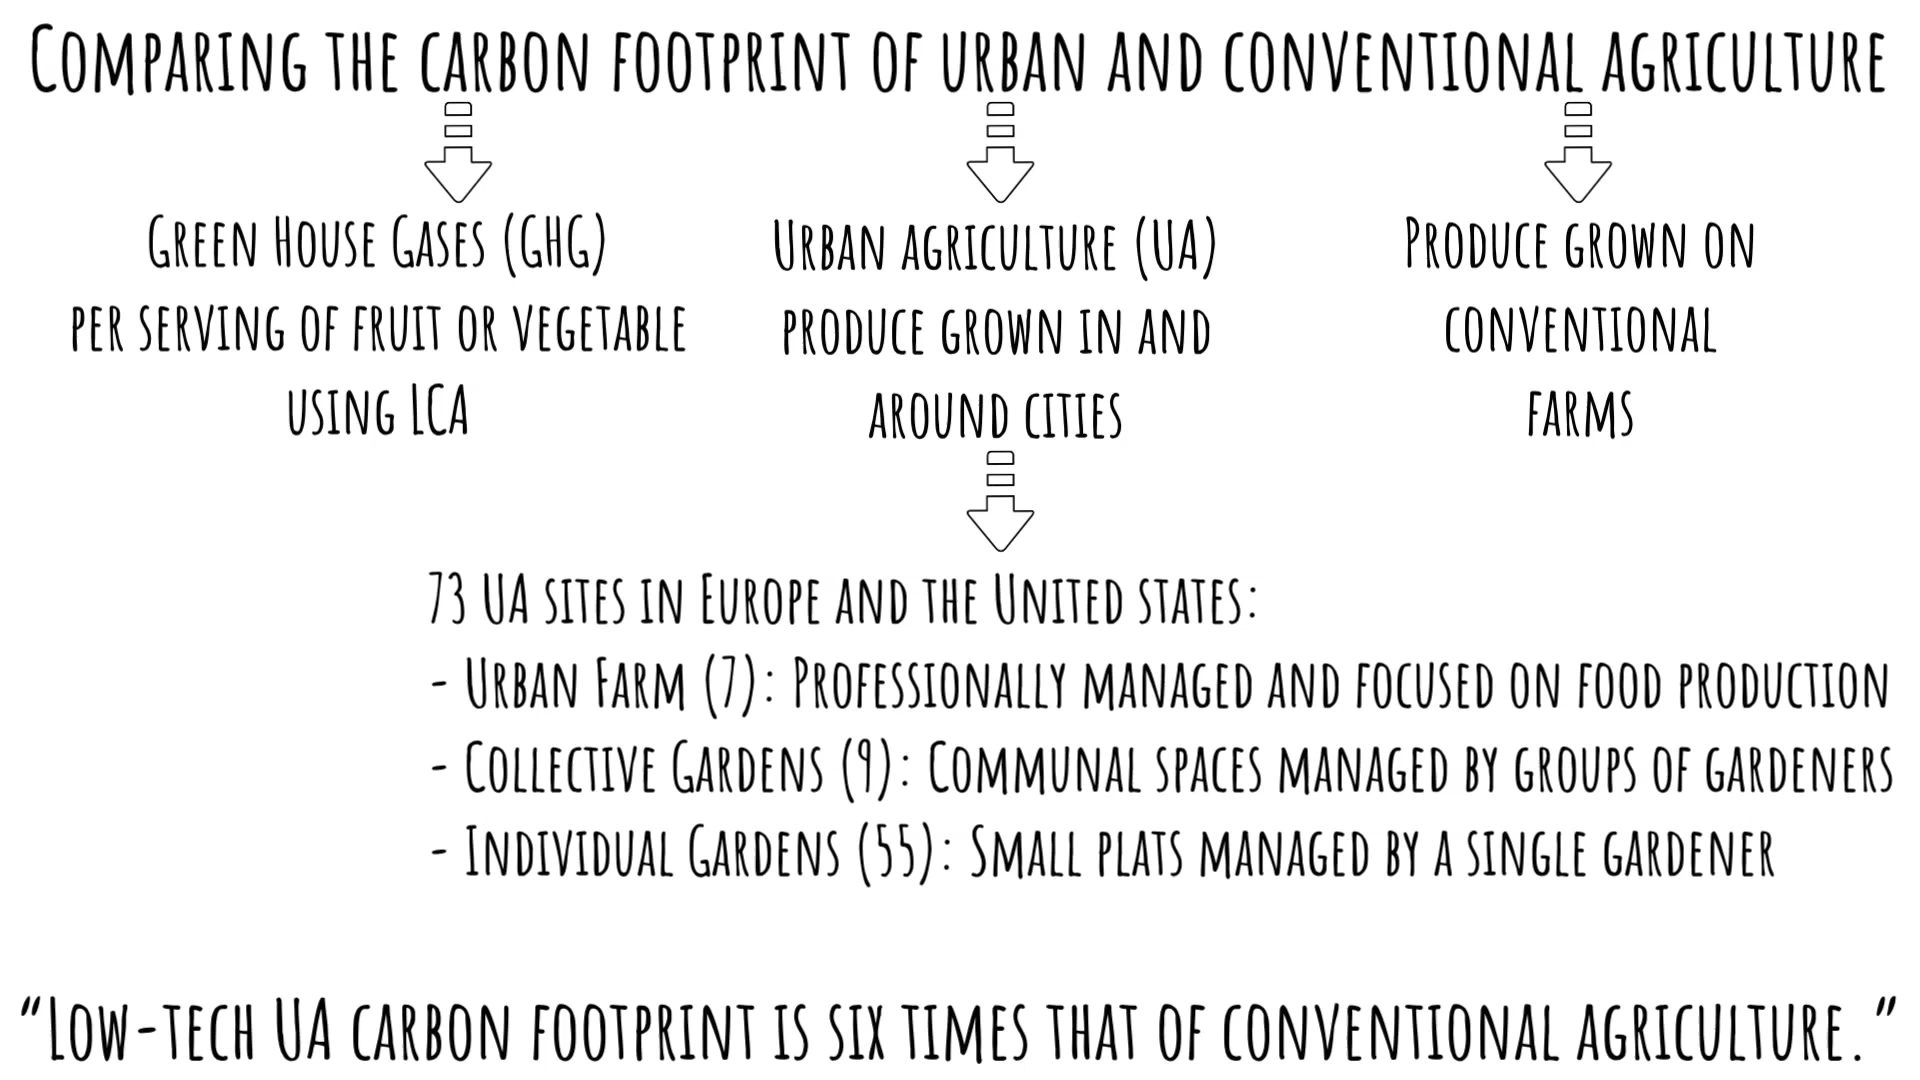 Comparing the carbon footprint of urban and conventional agriculture
Green House Gases (GHG)
per serving of fruit or vegetable
using LCA
Urban agriculture (UA)
produce grown in and
around cities
Produce grown on
conventional
farms
73 UA sites in Europe and the United states:
- Urban Farm (7): Professionally managed and focused on food production
- Collective Gardens (9): Communal spaces managed by groups of gardeners
- Individual Gardens (55): Small plats managed by a single gardener
“Low-tech UA carbon footprint is six times that of conventional agriculture.”